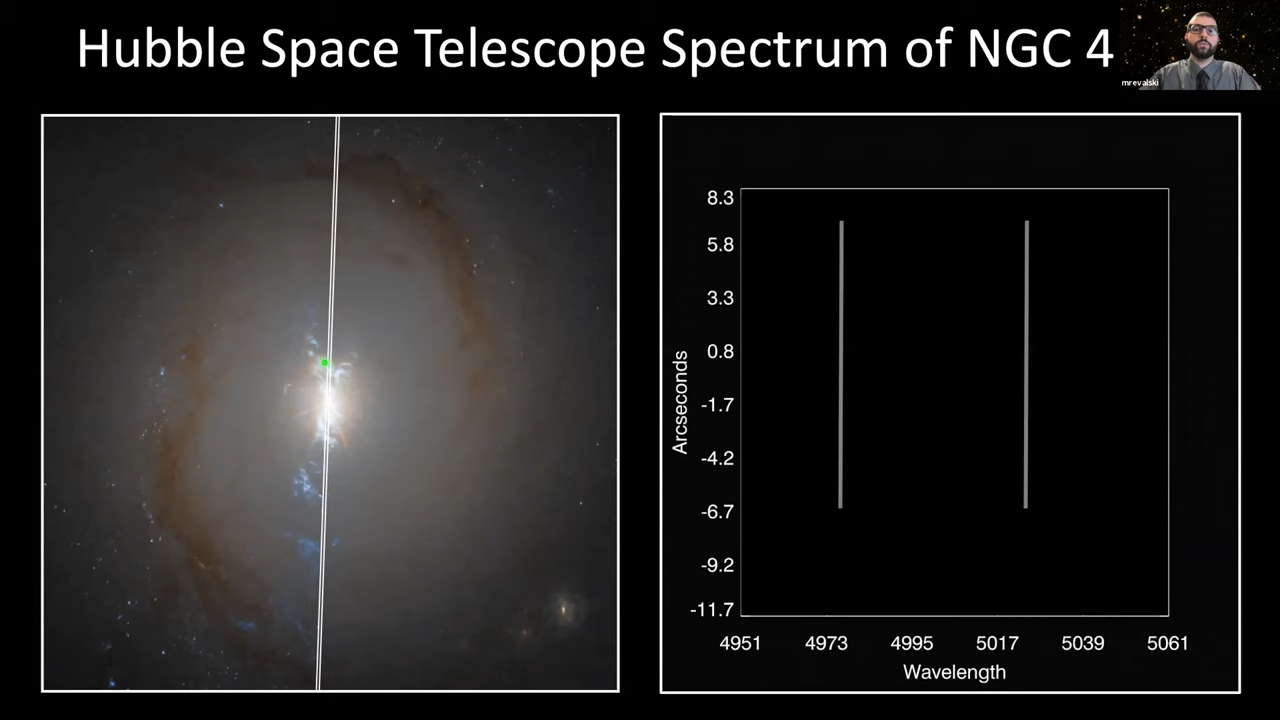 Hubble Space Telescope Spectrum of NGC 4
mrevalski
8.3
5.8
3.3
0.8
-1.7
-4.2
-6.7
-9.2
-11.7
Arcseconds
4951 4973 4995 5017 5039 5061
Wavelength